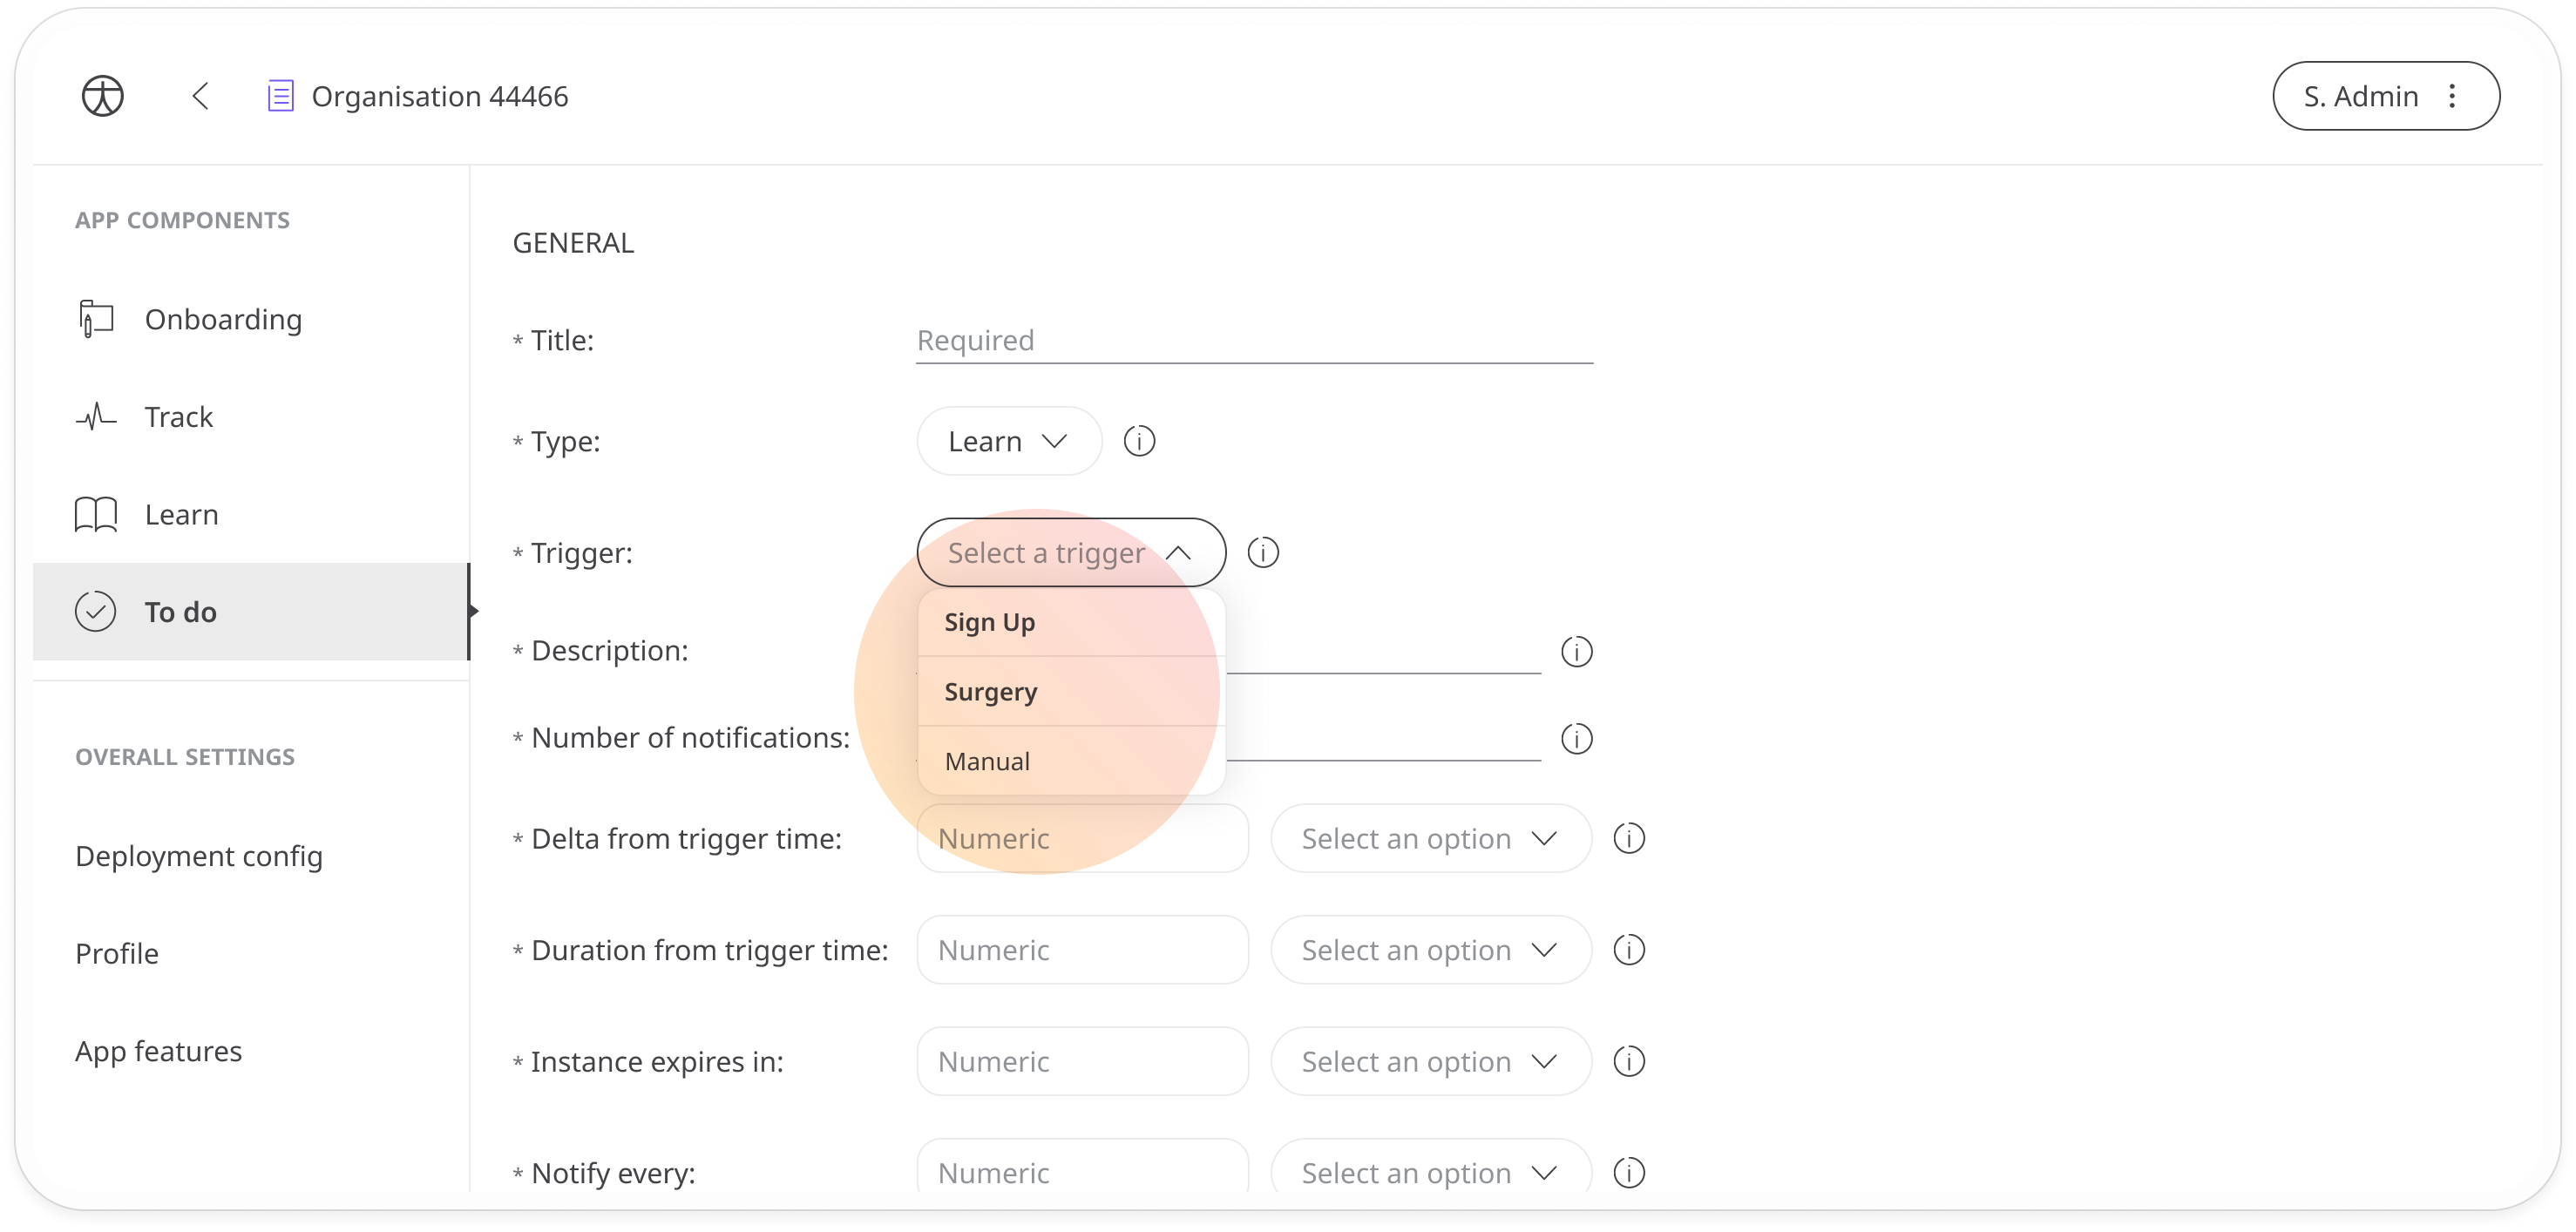 Organisation 44466
S. Admin
APP COMPONENTS
Onboarding
Track
Learn
To do
OVERALL SETTINGS
Deployment config
Profile
App features
GENERAL
* Title: Required
* Type: Learn
* Trigger: Select a trigger
Sign Up
Surgery
Manual
* Description:
* Number of notifications:
* Delta from trigger time: Numeric Select an option
* Duration from trigger time: Numeric Select an option
* Instance expires in: Numeric Select an option
* Notify every: Numeric Select an option